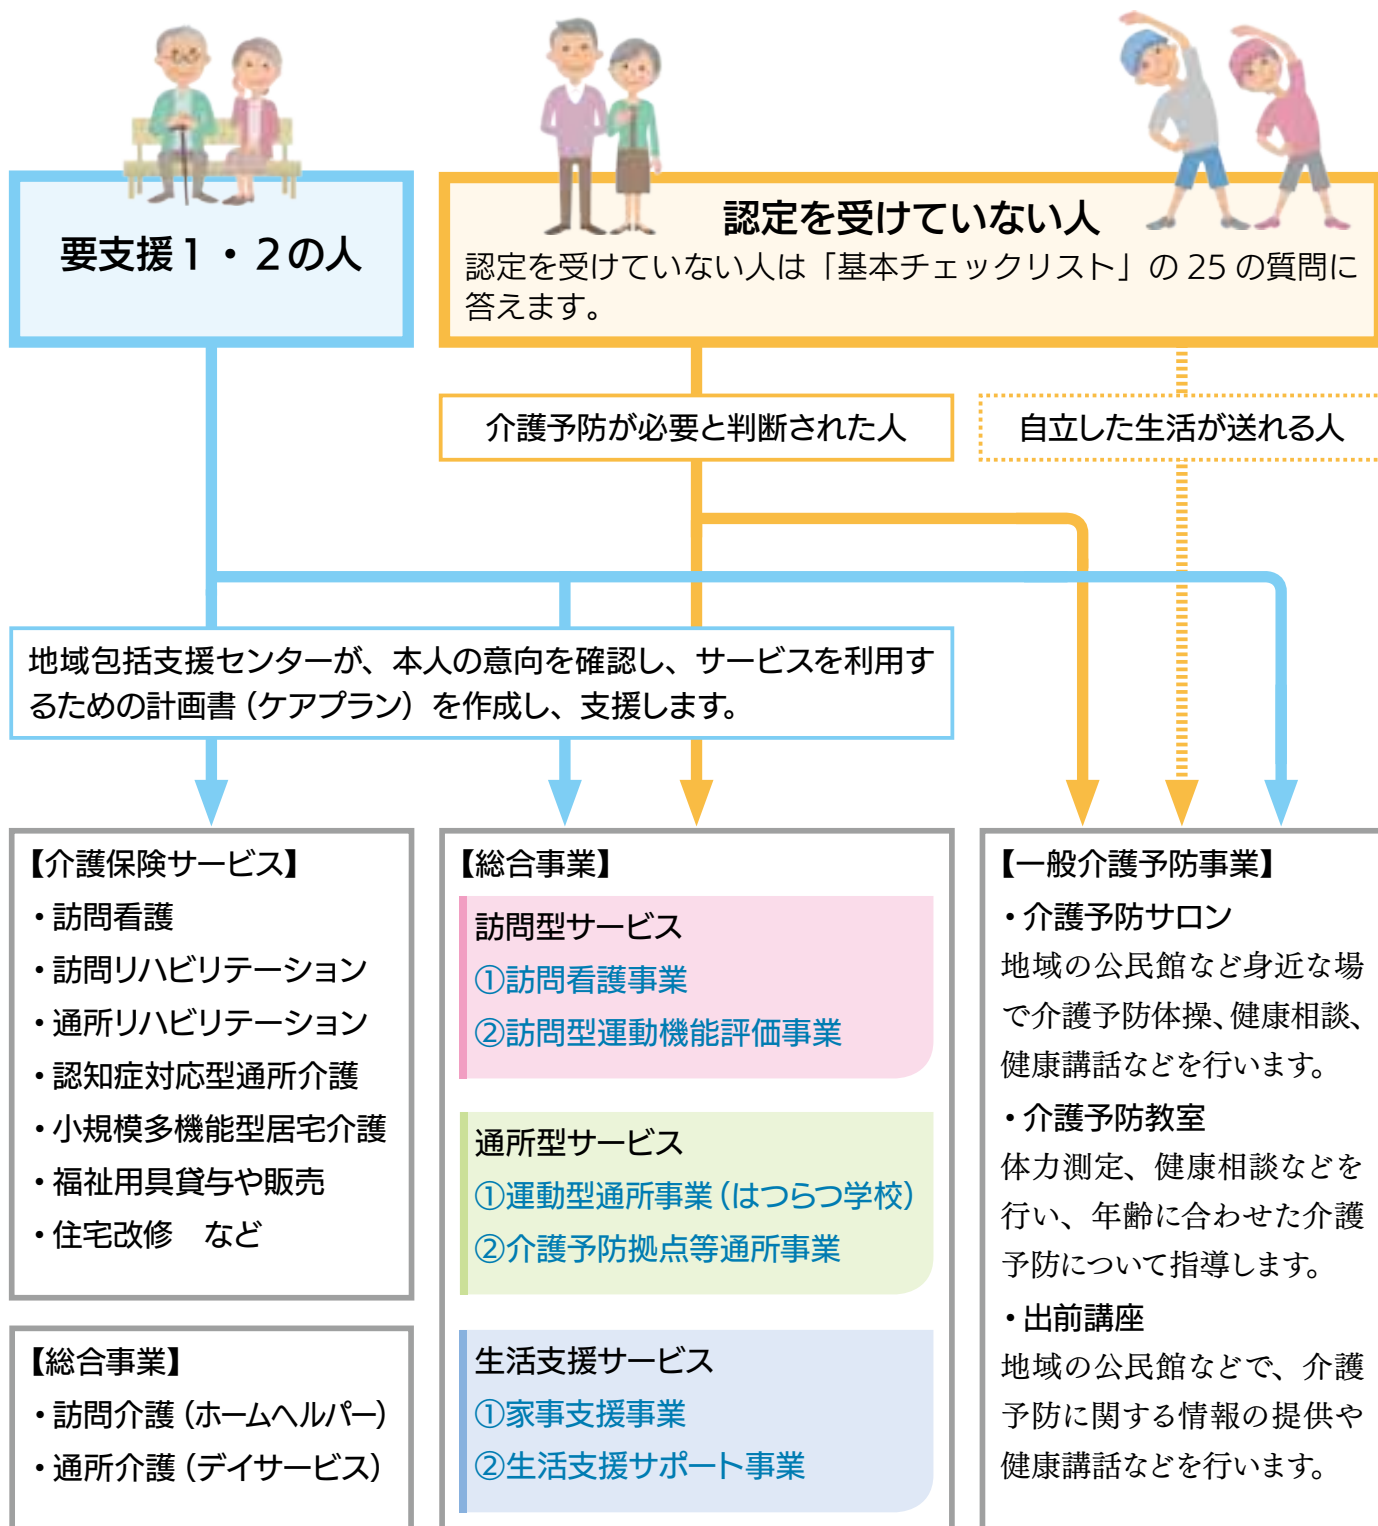 要支援１・２の人
認定を受けていない人
認定を受けていない人は「基本チェックリスト」の 25 の質問に
答えます。
介護予防が必要と判断された人
自立した生活が送れる人
地域包括支援センターが、本人の意向を確認し、サービスを利用す
るための計画書（ケアプラン）を作成し、支援します。
【介護保険サービス】
・訪問看護
・訪問リハビリテーション
・通所リハビリテーション
・認知症対応型通所介護
・小規模多機能型居宅介護
・福祉用具貸与や販売
・住宅改修　など
【総合事業】
・訪問介護（ホームヘルパー）
・通所介護（デイサービス）
【総合事業】
訪問型サービス
①訪問看護事業
②訪問型運動機能評価事業
通所型サービス
①運動型通所事業（はつらつ学校）
②介護予防拠点等通所事業
生活支援サービス
①家事支援事業
②生活支援サポート事業
【一般介護予防事業】
・介護予防サロン
地域の公民館など身近な場
で介護予防体操、健康相談、
健康講話などを行います。
・介護予防教室
体力測定、健康相談などを
行い、年齢に合わせた介護
予防について指導します。
・出前講座
地域の公民館などで、介護
予防に関する情報の提供や
健康講話などを行います。